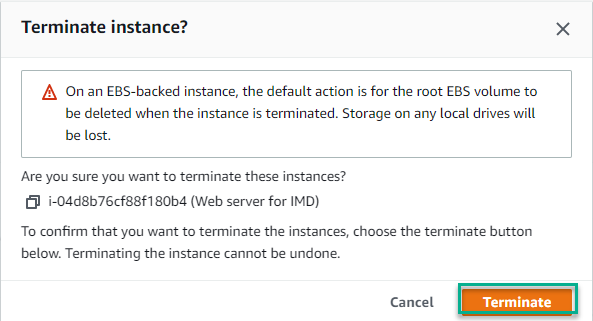 Terminate instance?
On an EBS-backed instance, the default action is for the root EBS volume to
be deleted when the instance is terminated. Storage on any local drives will
be lost.
Are you sure you want to terminate these instances?
i-04d8b76cf88f180b4 (Web server for IMD)
To confirm that you want to terminate the instances, choose the terminate button
below. Terminating the instance cannot be undone.
Cancel Terminate